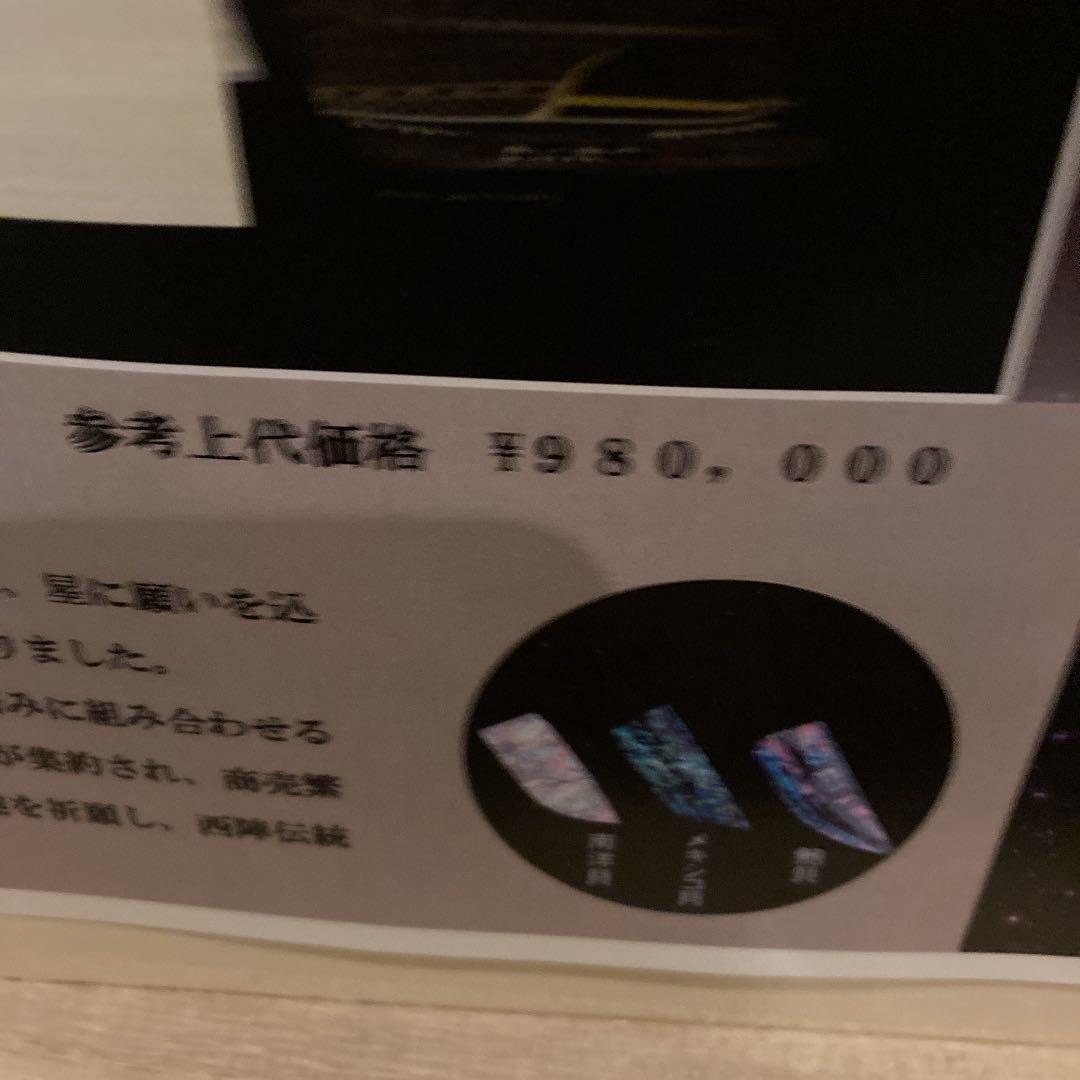 参考上代価格 ¥980,000
、星に願いを込
りました。
みに組み合わせる
が集約され、商売繁
を祈願し、西陣伝統
南洋貝
メキシコ貝
鮑貝